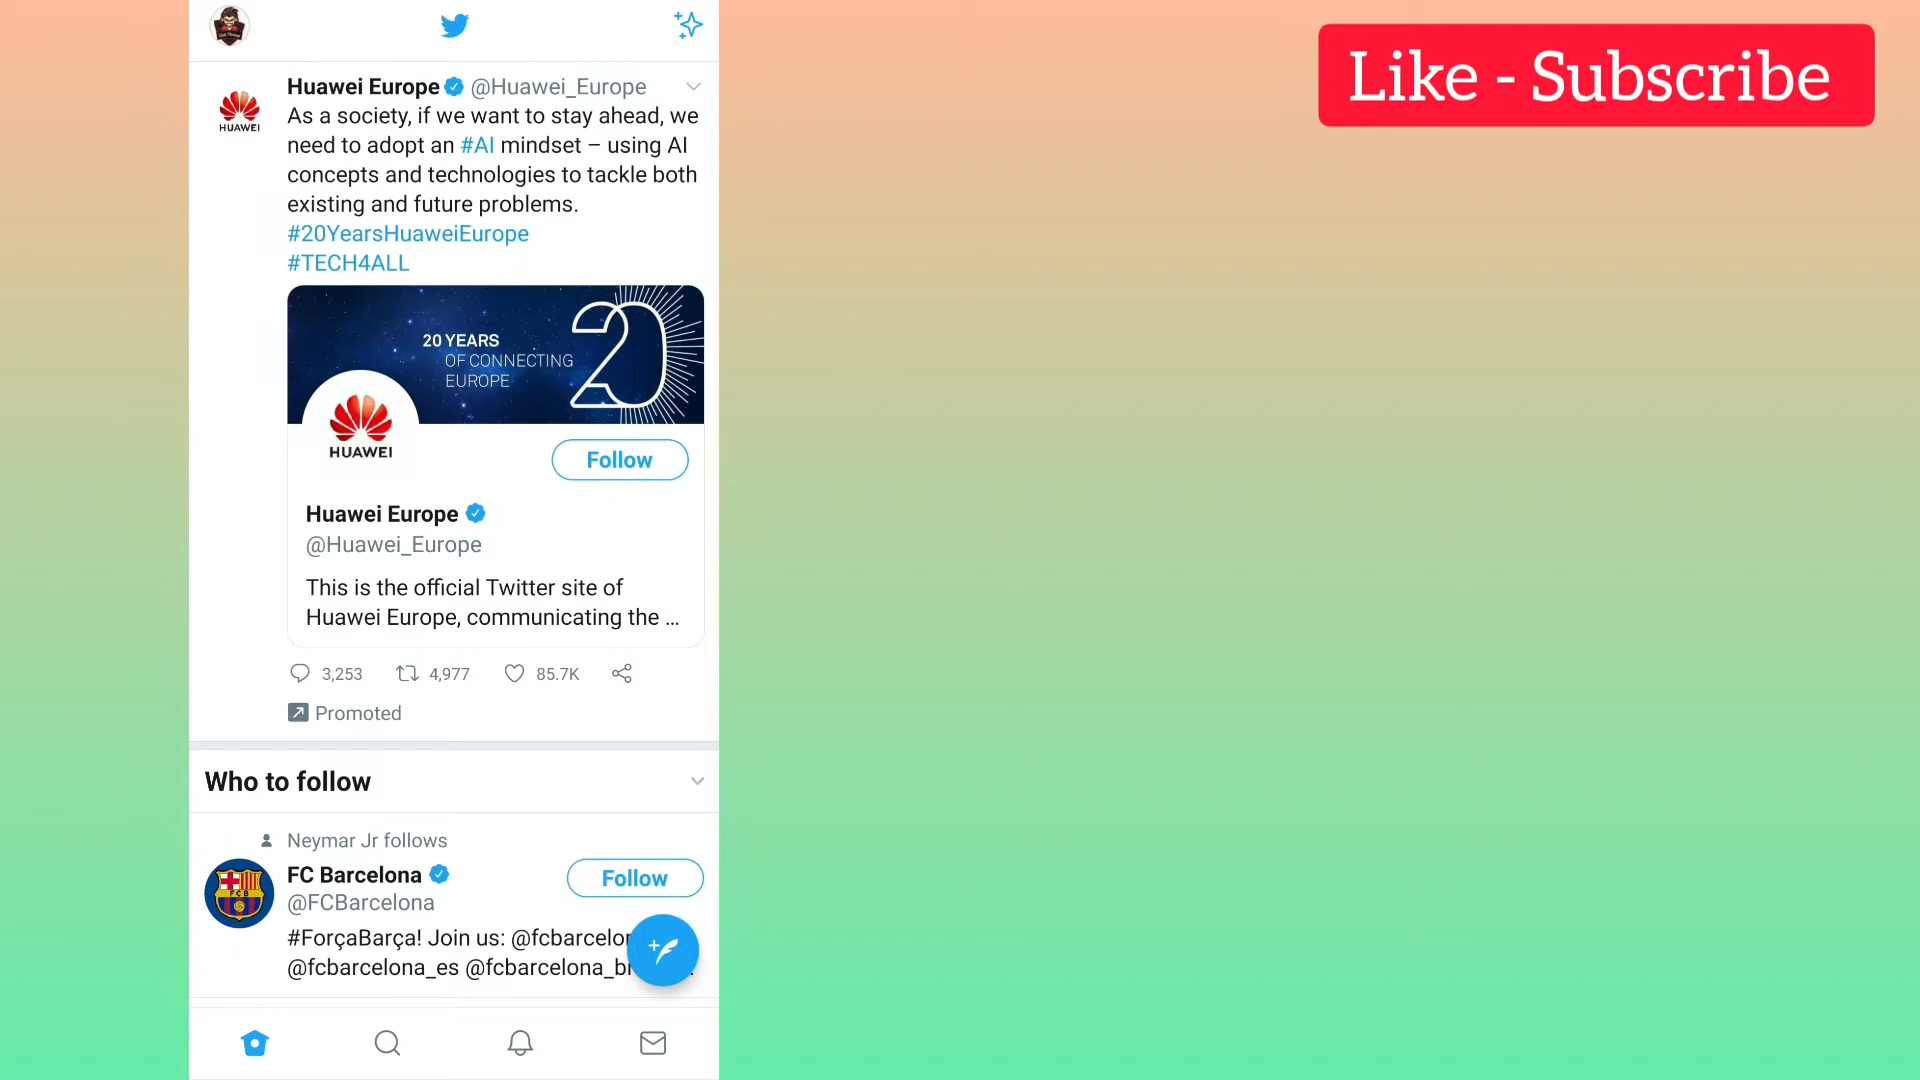 Like - Subscribe
Huawei Europe @Huawei_Europe
As a society, if we want to stay ahead, we
need to adopt an #AI mindset – using AI
concepts and technologies to tackle both
existing and future problems.
#20YearsHuaweiEurope
#TECH4ALL
HUAWEI
20 YEARS
OF CONNECTING
EUROPE
20
HUAWEI
Follow
Huawei Europe
@Huawei_Europe
This is the official Twitter site of
Huawei Europe, communicating the ...
3,253 4,977 85.7K
Promoted
Who to follow
Neymar Jr follows
FC Barcelona
Follow
@FCBarcelona
FCB
#ForçaBarça! Join us: @fcbarcelon
@fcbarcelona_es @fcbarcelona_b